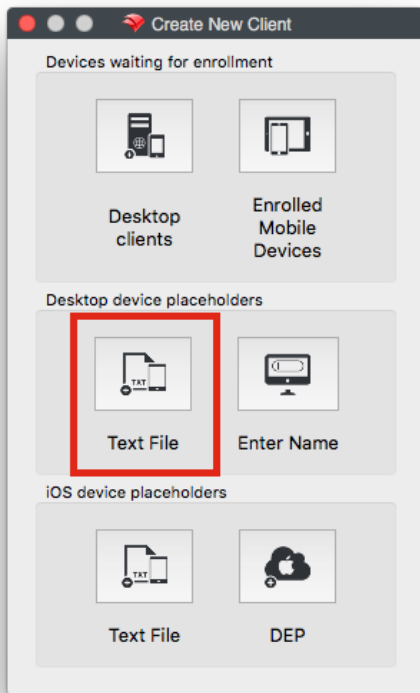 Create New Client
Devices waiting for enrollment
Desktop
clients
Enrolled
Mobile
Devices
Desktop device placeholders
TXT
Text File
Enter Name
iOS device placeholders
TXT
Text File
DEP